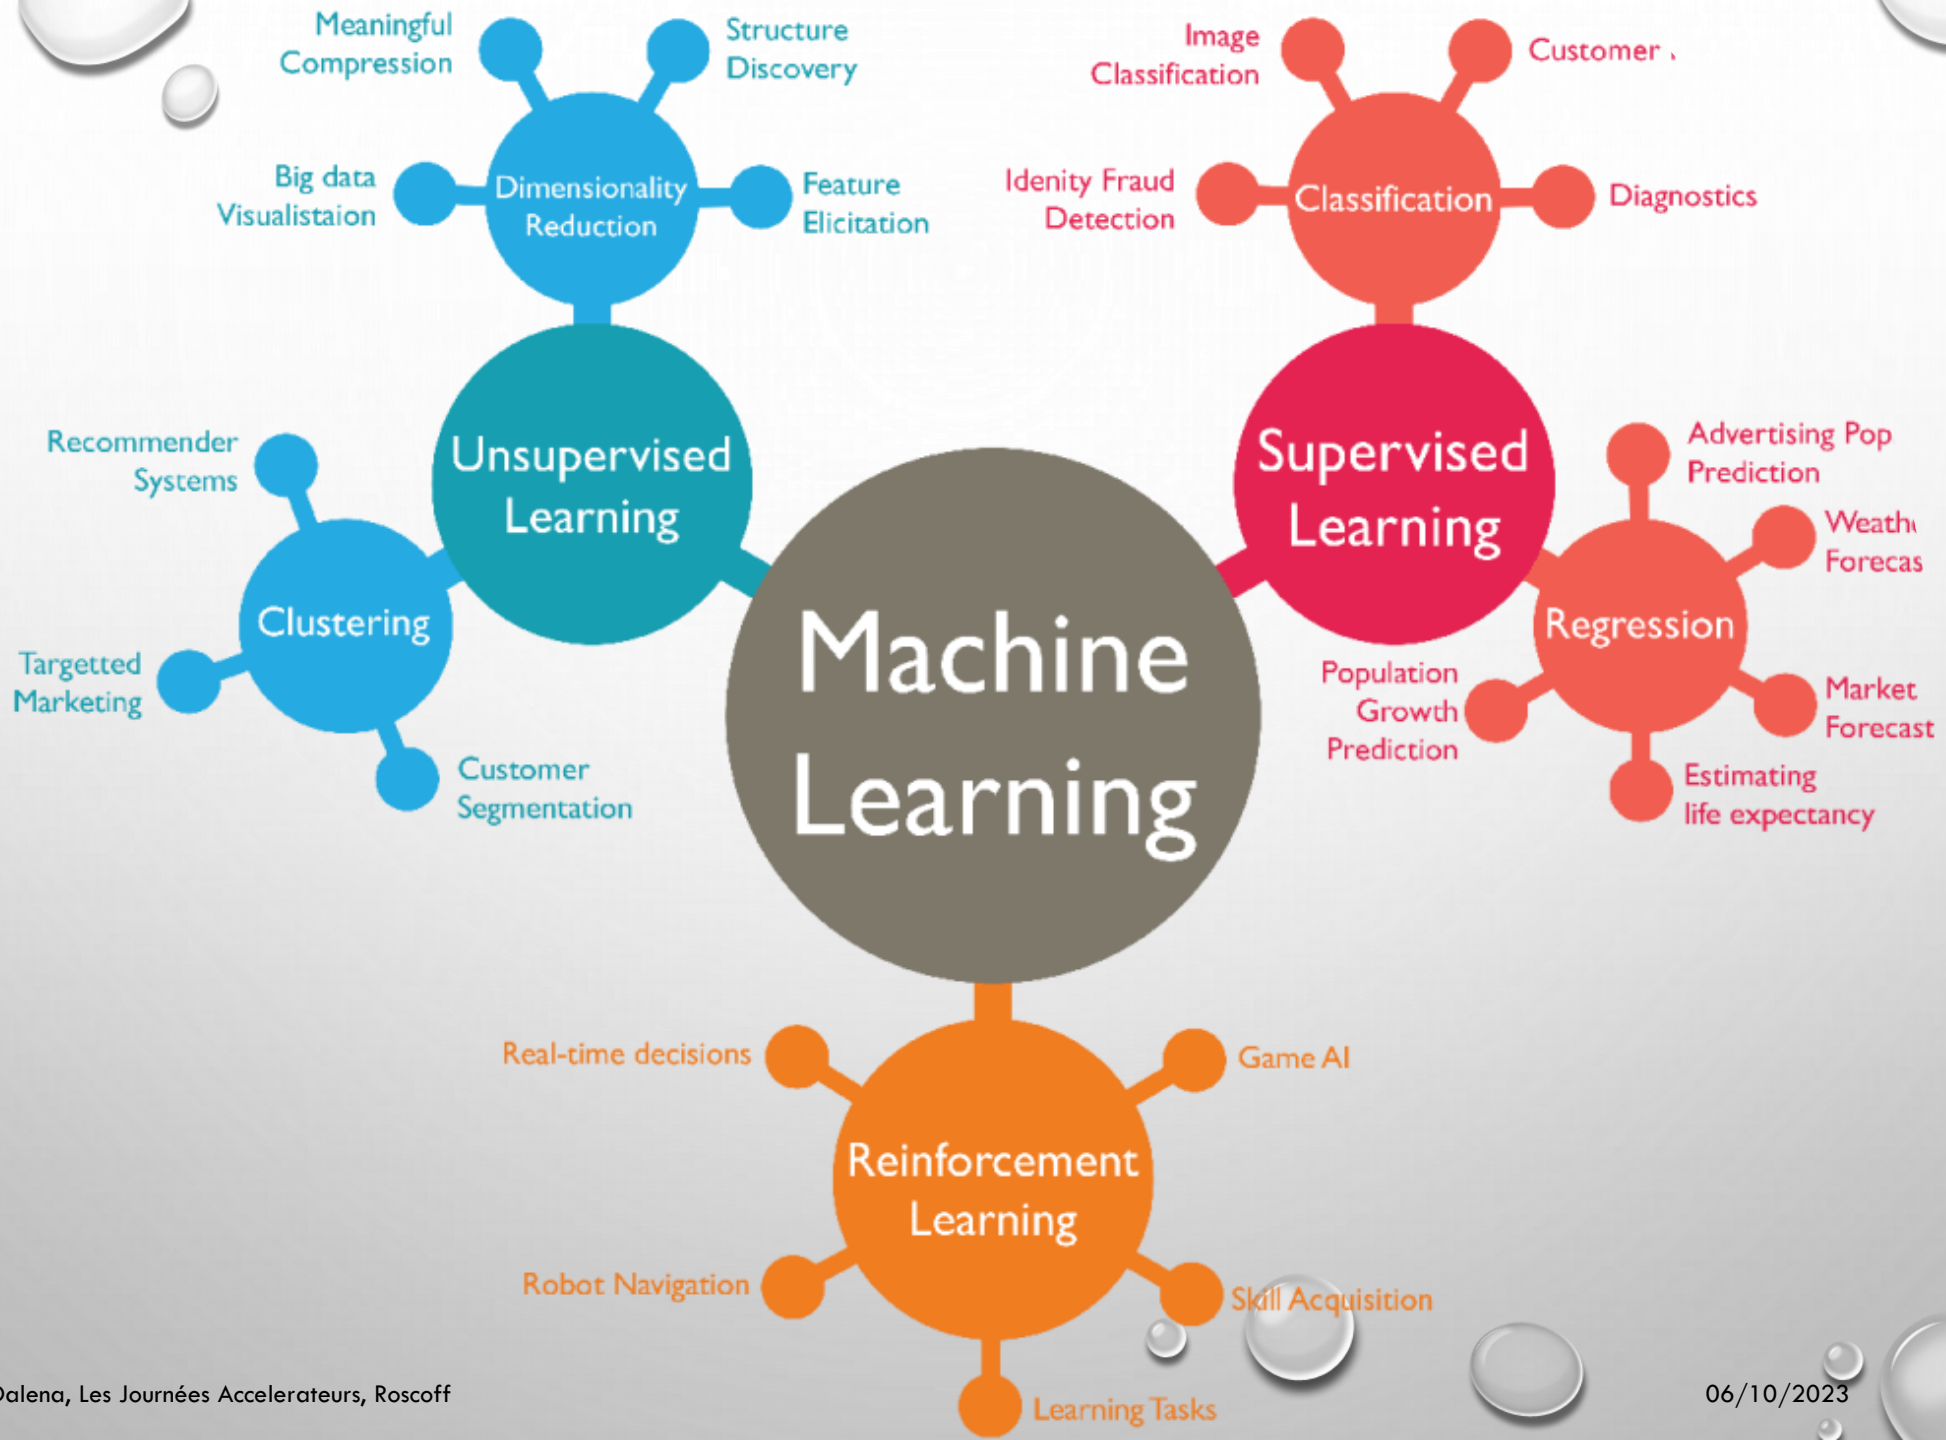 Meaningful
Compression
Structure
Discovery
Big data
Visualistaion
Dimensionality
Reduction
Feature
Elicitation
Image
Classification
Customer
Idenity Fraud
Detection
Classification
Diagnostics
Recommender
Systems
Unsupervised
Learning
Clustering
Targetted
Marketing
Customer
Segmentation
Supervised
Learning
Advertising Pop
Prediction
Forecas
Regression
Population
Growth
Prediction
Market
Forecast
Estimating
life expectancy
Machine
Learning
Real-time decisions
Game AI
Reinforcement
Learning
Robot Navigation
Skill Acquisition
Learning Tasks
Dalena, Les Journées Accelerateurs, Roscoff
06/10/2023